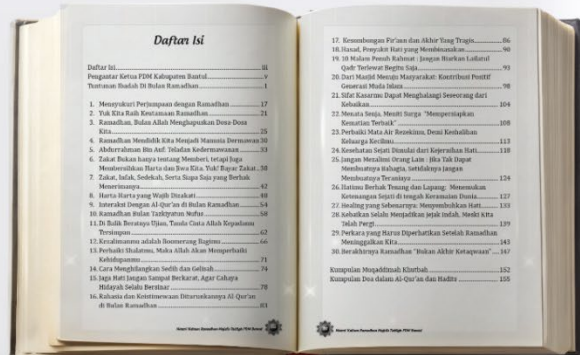 Daftar Isi
Daftar Isi iii
Pengantar Ketua PDM Kabupaten Bantul v
Tuntunan Ibadah Di Bulan Ramadhan 1
1. Mensyukuri Perjumpaan dengan Ramadhan 17
2. Yuk Kita Raih Keutamaan Ramadhan 21
3. Ramadhan, Bulan Allah Menghapuskan Dosa-Dosa
Kita 25
4. Ramadhan Mendidik Kita Menjadi Manusia Dermawan 30
5. Abdurrahman Bin Auf: Teladan Kedermawanan 33
6. Zakat Bukan hanya tentang Memberi, tetapi Juga
Membersihkan Harta dan Jiwa Kita, Yuk! Bayar Zakat 38
7. Zakat, Infak, Sedekah, Serta Siapa Saja yang Berhak
Menerimanya 42
8. Harta-Harta yang Wajib Dizakati 48
9. Interaksi Dengan Al-Qur'an di Bulan Ramadhan 54
10. Ramadhan Bulan Tazkiyatun Nufus 58
11. Di Balik Beratnya Ujian, Tanda Cinta Allah Kepadamu
Tersimpan 62
12. Kezalimanmu adalah Boomerang Bagimu 66
13. Perbaiki Shalatmu, Maka Allah Akan Memperbaiki
Kehidupanmu 71
14. Cara Menghilangkan Sedih dan Gelisah 74
15. Jaga Hati Jangan Sampai Berkarat, Agar Cahaya
Hidayah Selalu Bersinar 78
16. Rahasia dan Keistimewaan Diturunkannya Al-Qur'an
di Bulan 83
17. Kesombongan Fir'aun dan Akhir Yang Tragis 86
18. Hasad, Penyakit Hati yang Membinasakan 90
19. 10 Malam Penuh Rahmat : Jangan Biarkan Lailatul
Qadr Terlewat Begitu Saja 93
20. Dari Masjid Menuju Masyarakat: Kontribusi Positif
Generasi Muda Islam 98
21. Sifat Kasarmu Dapat Menghalangi Seseorang dari
Kebaikan 104
22. Menata Senja, Meniti Surga "Mempersiapkan
Kematian Terbaik" 108
23. Perbaiki Mata Air Rezekimu, Demi Keshalihan
Keluarga Kecilmu 113
24. Kesehatan Sejati Dimulai dari Kejernihan Hati 118
25. Jangan Menzalimi Orang Lain : Jika Tak Dapat
Membuatnya Bahagia, Setidaknya Jangan
Membuatnya Teraniaya 124
26. Hatimu Berhak Tenang dan Lapang: Menemukan
Ketenangan Sejati di tengah Keramaian Dunia 127
27. Healing yang Sebenarnya: Menyembuhkan Hati 133
28. Kebaikan Selalu Menjadikan Jejak Indah, Meski Kita
Telah Pergi 139
29. Perkara yang Harus Diperhatikan Setelah Ramadhan
Meninggalkan Kita 143
30. Berakhirnya Ramadhan "Bukan Akhir Ketaqwaan" 147
Kumpulan Moqaddimah Khutbah 152
Kumpulan Doa dalam Al-Qur'an dan Hadits 155